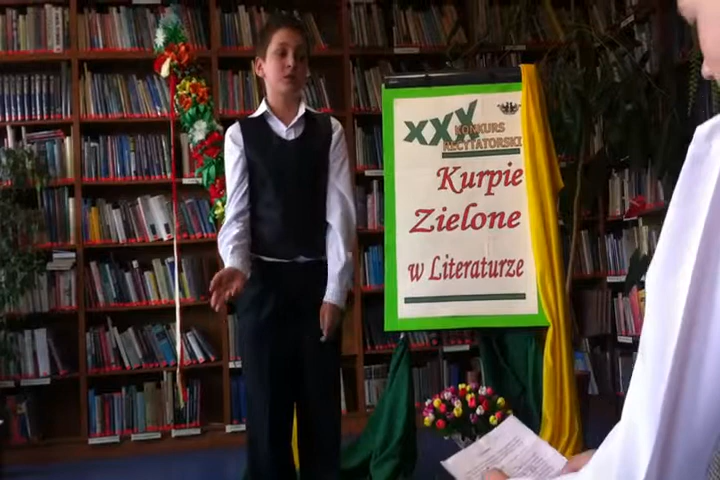 XXX
KONKURS
RECYTATORSKI
Kurpie
Zielone
w Literaturze